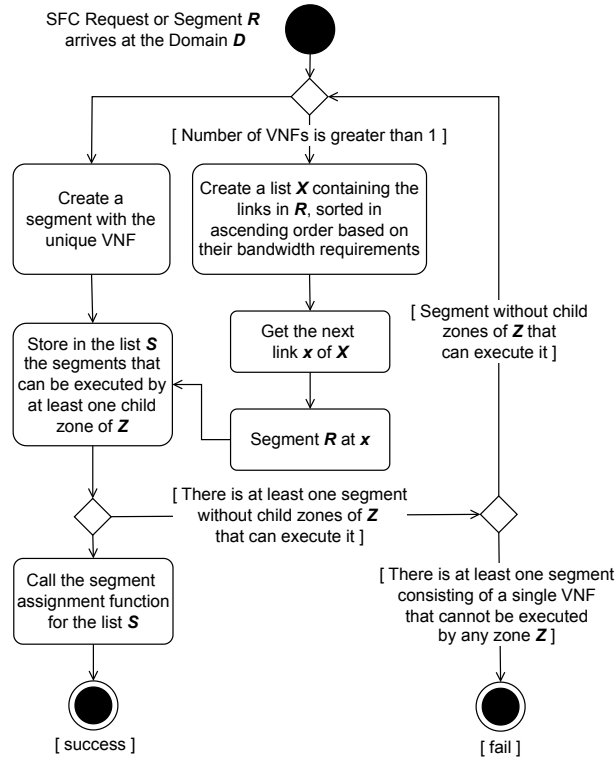 SFC Request or Segment R
arrives at the Domain D
[ Number of VNFs is greater than 1 ]
Create a
segment with the
unique VNF
Create a list X containing the
links in R, sorted in
ascending order based on
their bandwidth requirements
[ Segment without child
zones of Z that
can execute it ]
Store in the list S
the segments that
can be executed by
at least one child
zone of Z
Get the next
link x of X
Segment R at x
[ There is at least one segment
without child zones of Z
that can execute it ]
Call the segment
assignment function
for the list S
[ There is at least one segment
consisting of a single VNF
that cannot be executed
by any zone Z ]
[ success ]
[ fail ]